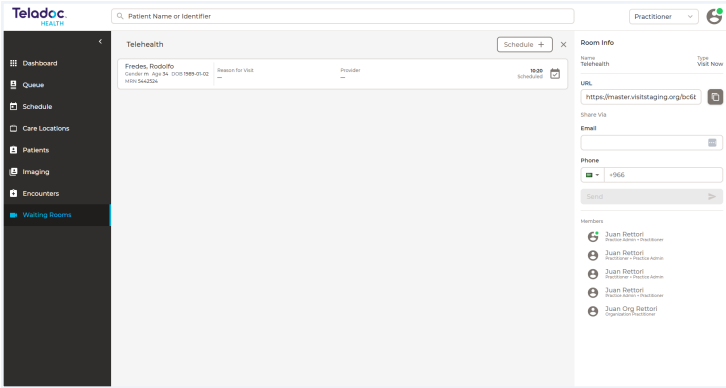 Teladoc.
HEALTH
Patient Name or Identifier
Practitioner
Dashboard
Queue
Schedule
Care Locations
Patients
Imaging
Encounters
Waiting Rooms
Telehealth
Schedule +
Fredes, Rodolfo
Gender m Age 34 DOB 1989-01-02
MRN 5442524
Reason for Visit
—
Provider
—
10:20
Scheduled
Room Info
Name
Telehealth
Type
Visit Now
URL
https://master.visitstaging.org/bc6b
Share Via
Email
Phone
+966
Send
Members
Juan Rettori
Practice Admin • Practitioner
Juan Rettori
Practitioner • Practice Admin
Juan Rettori
Practitioner • Practice Admin
Juan Rettori
Practice Admin • Practitioner
Juan Org Rettori
Organization Practitioner